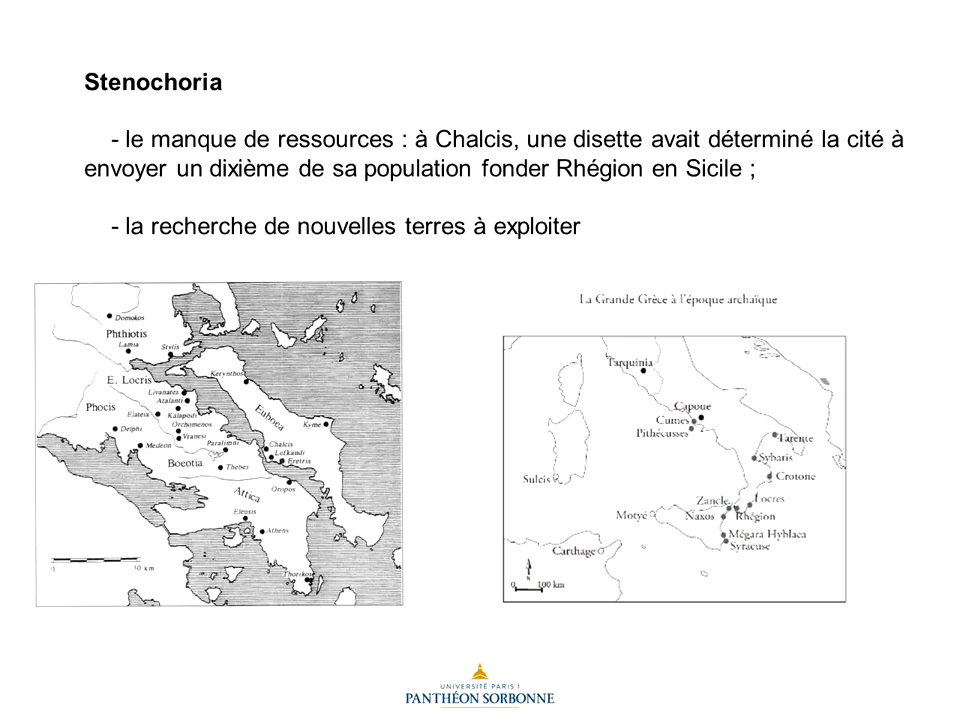 Stenochoria
- le manque de ressources : à Chalcis, une disette avait déterminé la cité à
envoyer un dixième de sa population fonder Rhégion en Sicile ;
- la recherche de nouvelles terres à exploiter
Domokos
Phthiotis
Lamia
Stylis
Kerynthos
E. Locris
Livanates
Atalanti
Phocis
Elateia
Kalapodi
Euboea
Kyme
Orchomenos
Delphi
Vranesi
Medeon
Paralimni
Chalcis
Lefkandi
Boeotia
Eretria
Thebes
Oropos
Attica
Eleusis
Athens
Thorikos
0
10 km
La Grande Grèce à l'époque archaïque
Tarquinia
Capoue
Cumes
Pithécusses
Tarente
Sybaris
Crotone
Sulcis
Zancle
Locres
Motyé
Naxos
Rhégion
Mégara Hyblaea
Syracuse
Carthage
N
0
100 km
UNIVERSITÉ PARIS 1
PANTHÉON SORBONNE